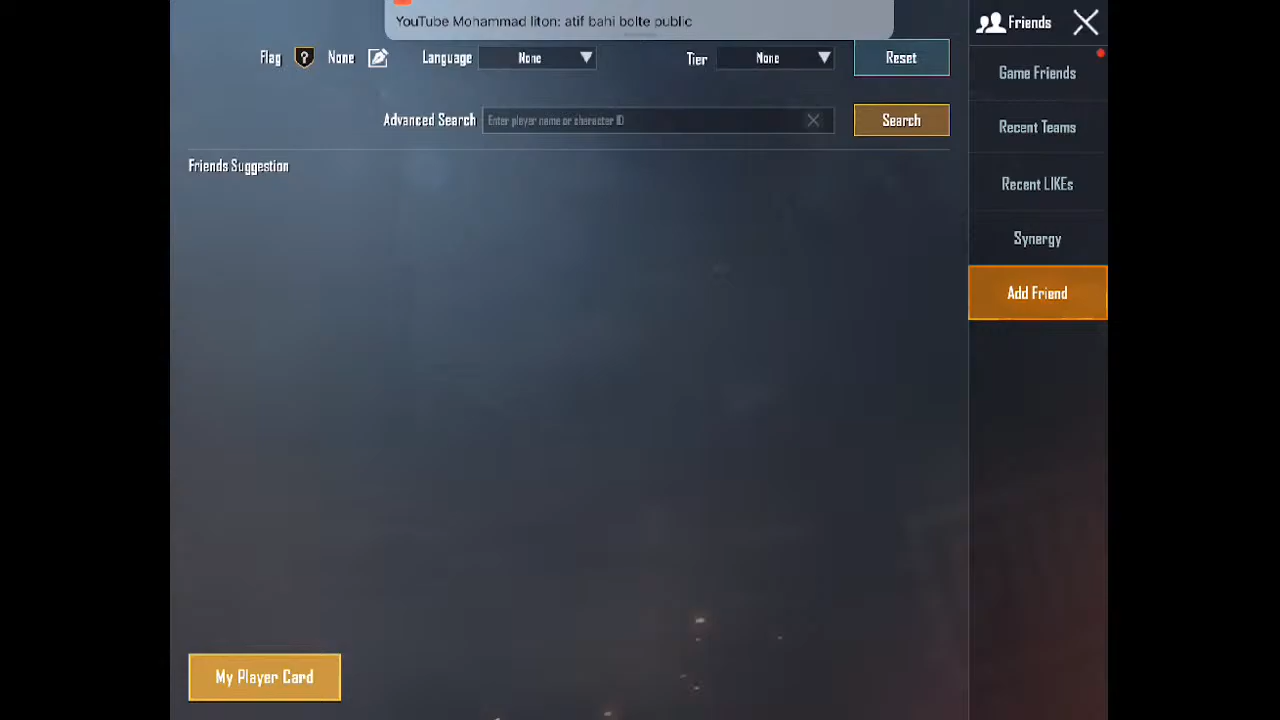 YouTube Mohammad liton: atif bahi bolte public
Friends
Flag ? None Language None Tier None Reset
Game Friends
Advanced Search Enter player name or character ID Search
Recent Teams
Friends Suggestion
Recent LIKEs
Synergy
Add Friend
My Player Card